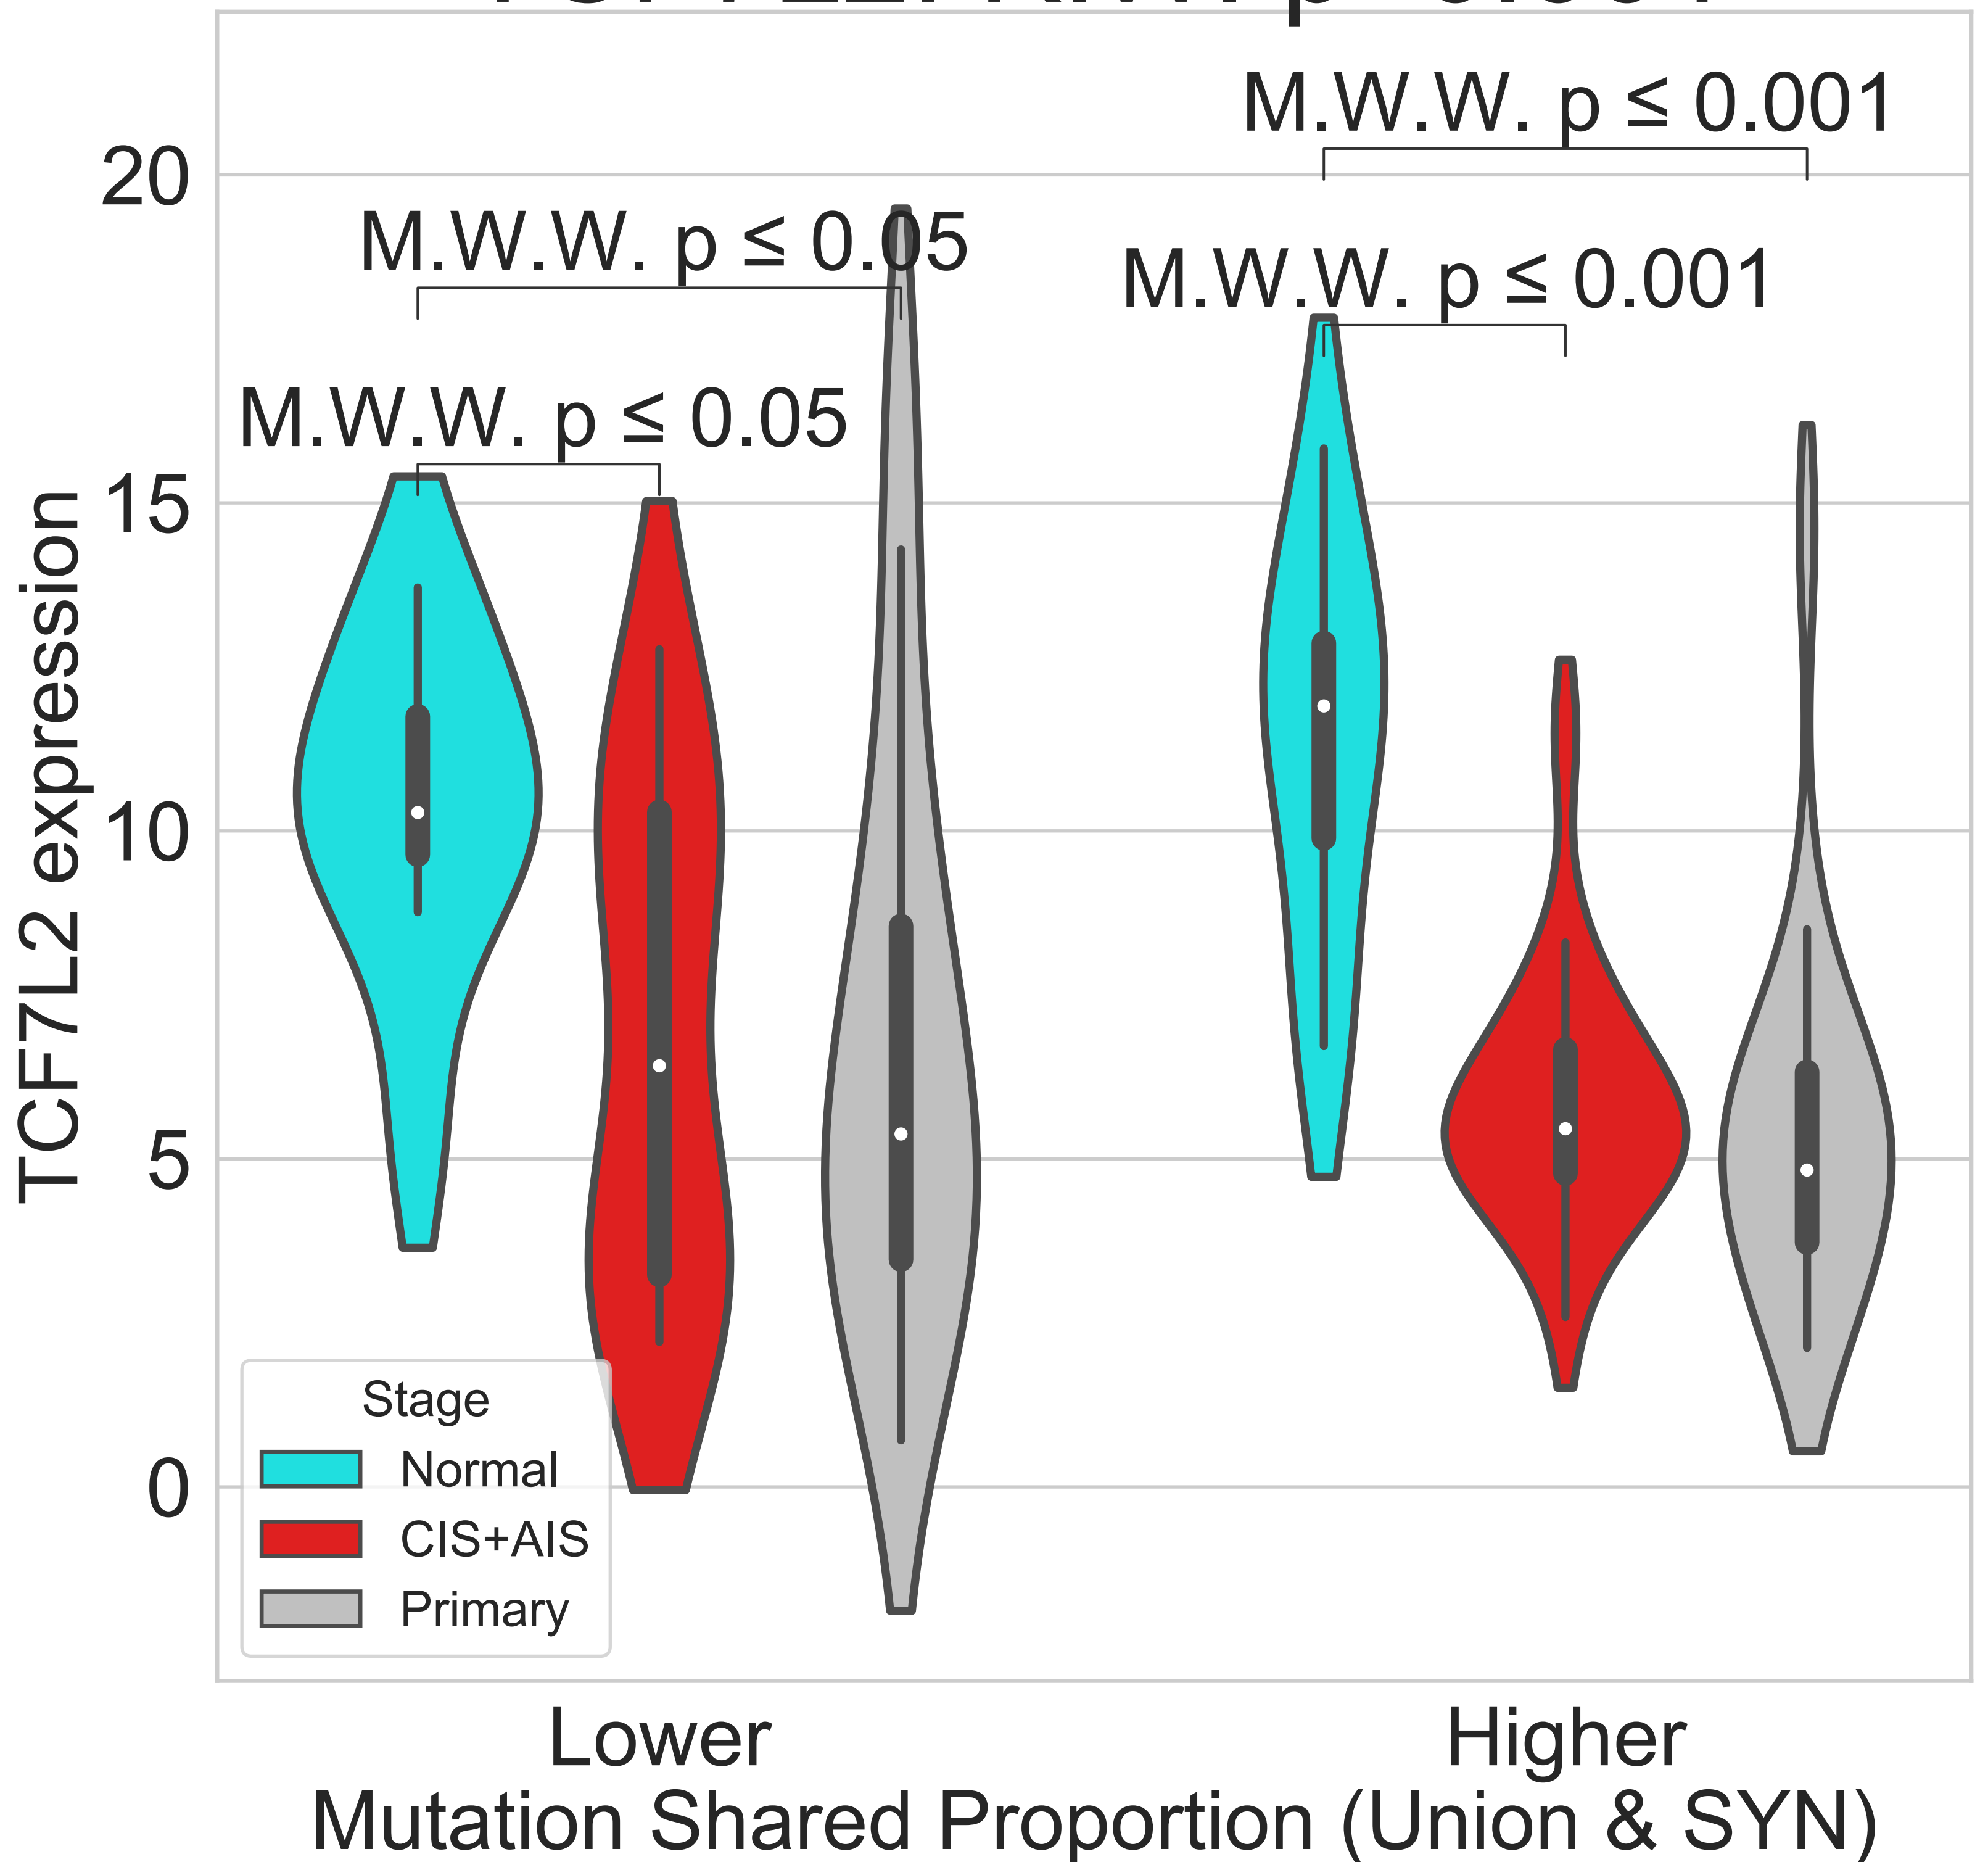 M.W.W. p ≤ 0.001
20
M.W.W. p ≤ 0.05
M.W.W. p ≤ 0.001
M.W.W. p ≤ 0.05
15
10
5
0
TCF7L2 expression
Stage
Normal
CIS+AIS
Primary
Lower
Higher
Mutation Shared Proportion (Union & SYN)